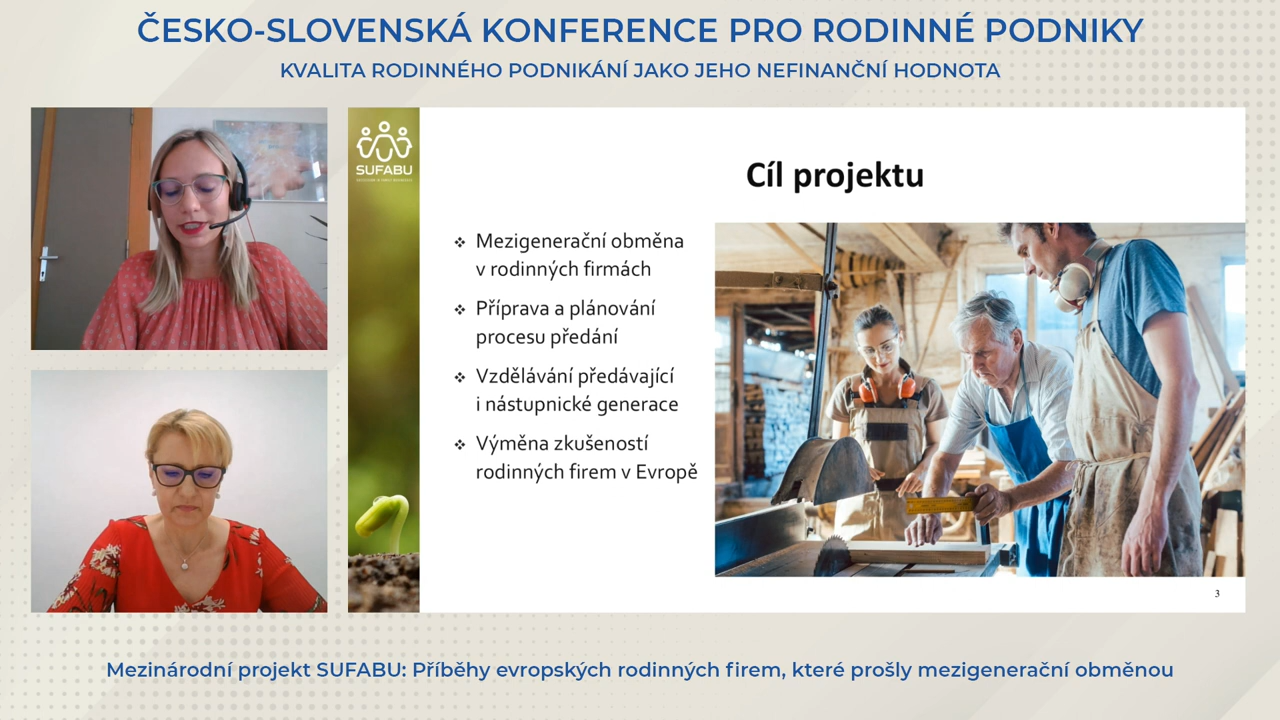 ČESKO-SLOVENSKÁ KONFERENCE PRO RODINNÉ PODNIKY
KVALITA RODINNÉHO PODNIKÁNÍ JAKO JEHO NEFINANČNÍ HODNOTA
SUFABU
Cíl projektu
Mezigenerační obměna
v rodinných firmách
Příprava a plánování
procesu předání
Vzdělávání předávající
i nástupnické generace
Výměna zkušeností
rodinných firem v Evropě
3
Mezinárodní projekt SUFABU: Příběhy evropských rodinných firem, které prošly mezigenerační obměnou